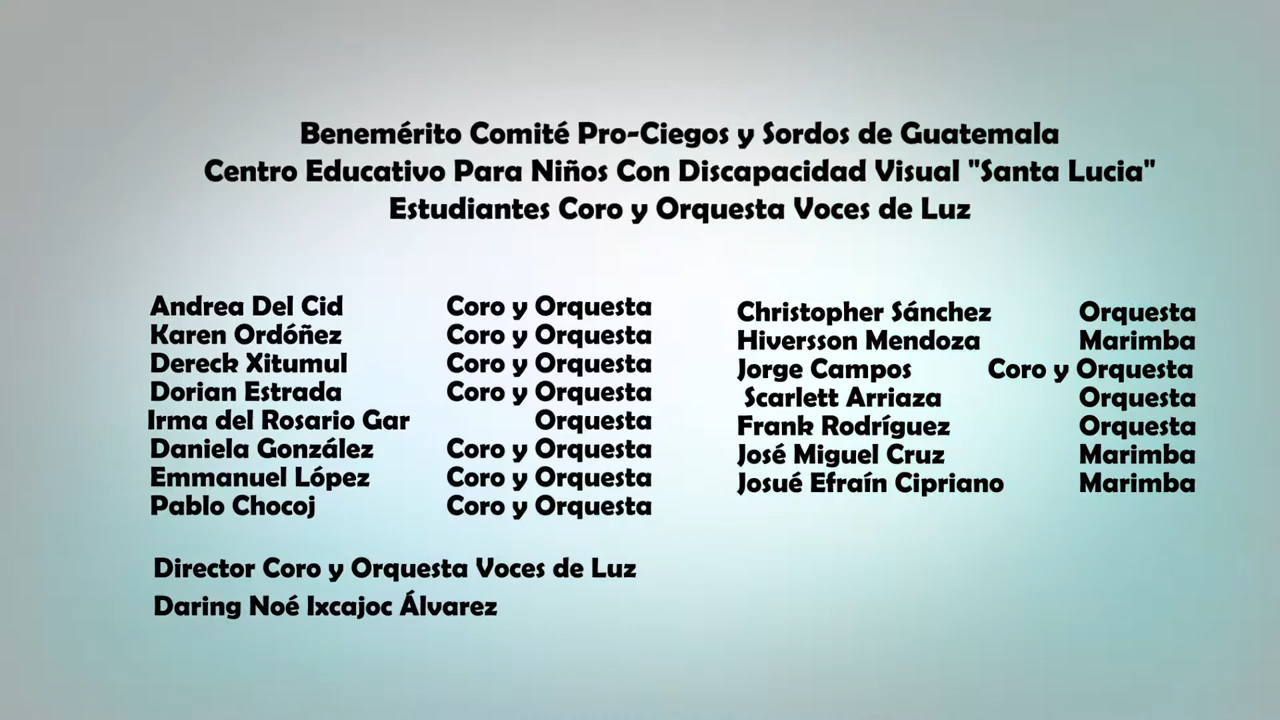 Benemérito Comité Pro-Ciegos y Sordos de Guatemala
Centro Educativo Para Niños Con Discapacidad Visual "Santa Lucia"
Estudiantes Coro y Orquesta Voces de Luz
Andrea Del Cid Coro y Orquesta
Karen Ordóñez Coro y Orquesta
Dereck Xitumul Coro y Orquesta
Dorian Estrada Coro y Orquesta
Irma del Rosario Gar Orquesta
Daniela González Coro y Orquesta
Emmanuel López Coro y Orquesta
Pablo Chocoj Coro y Orquesta
Christopher Sánchez Orquesta
Hiversson Mendoza Marimba
Jorge Campos Coro y Orquesta
Scarlett Arriaza Orquesta
Frank Rodríguez Orquesta
José Miguel Cruz Marimba
Josué Efraín Cipriano Marimba
Director Coro y Orquesta Voces de Luz
Daring Noé Ixcajoc Álvarez